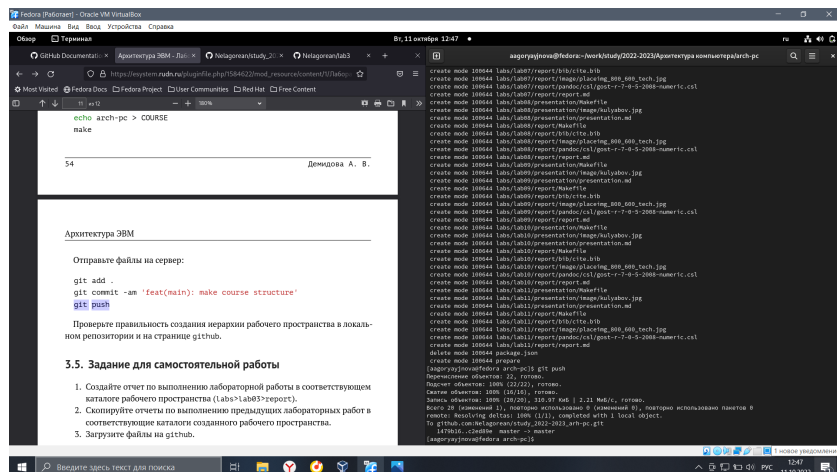 Fedora [Работает] - Oracle VM VirtualBox
Файл Машина Вид Ввод Устройства Справка
Обзор Терминал Вт, 11 октября 12:47 ru
GitHub Documentation Архитектура ЭВМ - Лаб Nelagorean/study_20 Nelagorean/lab3
https://esystem.rudn.ru/pluginfile.php/1584622/mod_resource/content/1/Лабор
Most Visited Fedora Docs Fedora Project User Communities Red Hat Free Content
11 из 12 180%
echo arch-pc > COURSE
make
54 Демидова А. В.
Архитектура ЭВМ
Отправьте файлы на сервер:
git add .
git commit -am 'feat(main): make course structure'
git push
Проверьте правильность создания иерархии рабочего пространства в локаль-
ном репозитории и на странице github.
3.5. Задание для самостоятельной работы
1. Создайте отчет по выполнению лабораторной работы в соответствующем
каталоге рабочего пространства (labs>lab03>report).
2. Скопируйте отчеты по выполнению предыдущих лабораторных работ в
соответствующие каталоги созданного рабочего пространства.
3. Загрузите файлы на github.
aagoryayjnova@fedora:~/work/study/2022-2023/Архитектура компьютера/arch-pc
create mode 100644 labs/lab07/report/bib/cite.bib
create mode 100644 labs/lab07/report/image/placeimg_800_600_tech.jpg
create mode 100644 labs/lab07/report/pandoc/csl/gost-r-7-0-5-2008-numeric.csl
create mode 100644 labs/lab07/report/report.md
create mode 100644 labs/lab08/presentation/Makefile
create mode 100644 labs/lab08/presentation/image/kulyabov.jpg
create mode 100644 labs/lab08/presentation/presentation.md
create mode 100644 labs/lab08/report/Makefile
create mode 100644 labs/lab08/report/bib/cite.bib
create mode 100644 labs/lab08/report/image/placeimg_800_600_tech.jpg
create mode 100644 labs/lab08/report/pandoc/csl/gost-r-7-0-5-2008-numeric.csl
create mode 100644 labs/lab08/report/report.md
create mode 100644 labs/lab09/presentation/Makefile
create mode 100644 labs/lab09/presentation/image/kulyabov.jpg
create mode 100644 labs/lab09/presentation/presentation.md
create mode 100644 labs/lab09/report/Makefile
create mode 100644 labs/lab09/report/bib/cite.bib
create mode 100644 labs/lab09/report/image/placeimg_800_600_tech.jpg
create mode 100644 labs/lab09/report/pandoc/csl/gost-r-7-0-5-2008-numeric.csl
create mode 100644 labs/lab09/report/report.md
create mode 100644 labs/lab10/presentation/Makefile
create mode 100644 labs/lab10/presentation/image/kulyabov.jpg
create mode 100644 labs/lab10/presentation/presentation.md
create mode 100644 labs/lab10/report/Makefile
create mode 100644 labs/lab10/report/bib/cite.bib
create mode 100644 labs/lab10/report/image/placeimg_800_600_tech.jpg
create mode 100644 labs/lab10/report/pandoc/csl/gost-r-7-0-5-2008-numeric.csl
create mode 100644 labs/lab10/report/report.md
create mode 100644 labs/lab11/presentation/Makefile
create mode 100644 labs/lab11/presentation/image/kulyabov.jpg
create mode 100644 labs/lab11/presentation/presentation.md
create mode 100644 labs/lab11/report/Makefile
create mode 100644 labs/lab11/report/bib/cite.bib
create mode 100644 labs/lab11/report/image/placeimg_800_600_tech.jpg
create mode 100644 labs/lab11/report/pandoc/csl/gost-r-7-0-5-2008-numeric.csl
create mode 100644 labs/lab11/report/report.md
delete mode 100644 package.json
create mode 100644 prepare
[aagoryayjnova@fedora arch-pc]$ git push
Перечисление объектов: 22, готово.
Подсчет объектов: 100% (22/22), готово.
Сжатие объектов: 100% (16/16), готово.
Запись объектов: 100% (20/20), 310.97 КиБ | 2.21 МиБ/с, готово.
Всего 20 (изменений 1), повторно использовано 0 (изменений 0), повторно использовано пакетов 0
remote: Resolving deltas: 100% (1/1), completed with 1 local object.
To github.com:Nelagorean/study_2022-2023_arh-pc.git
1479b16..c2ed89e master -> master
[aagoryayjnova@fedora arch-pc]$
1 новое уведомлени
Введите здесь текст для поиска РУС 12:47
11.10.2022